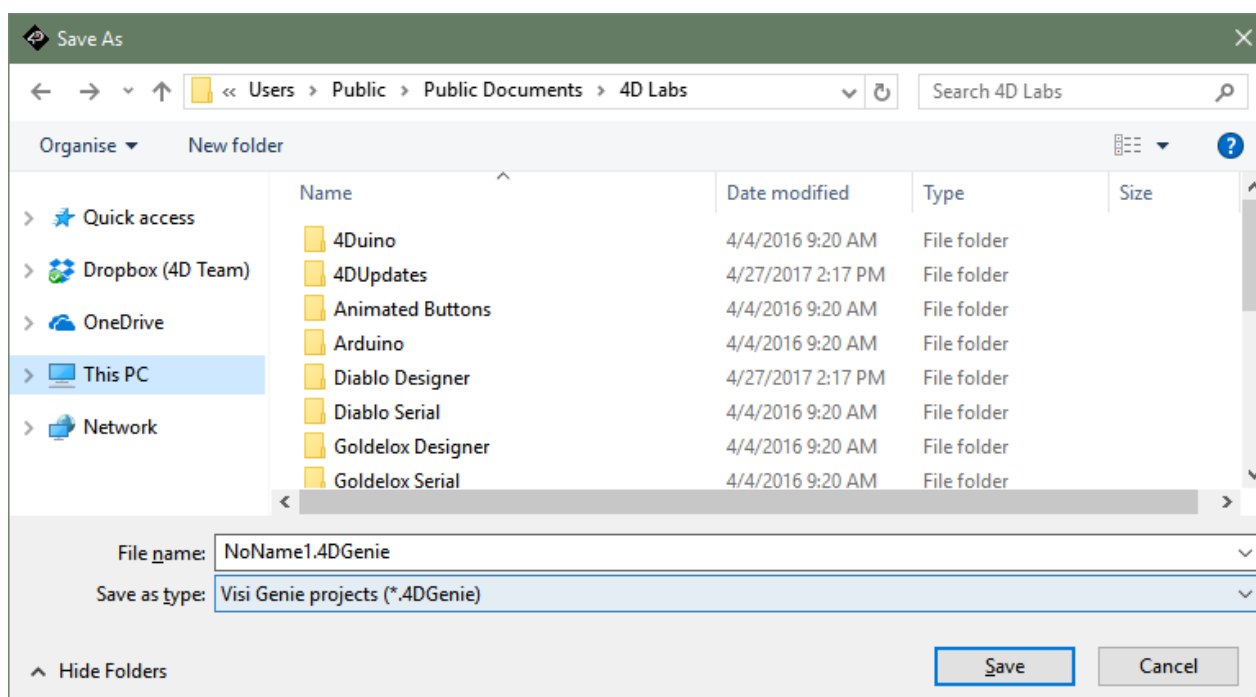 Save As
« Users > Public > Public Documents > 4D Labs
Search 4D Labs
Organise
New folder
Name Date modified Type Size
Quick access
Dropbox (4D Team)
OneDrive
This PC
Network
4Duino 4/4/2016 9:20 AM File folder
4DUpdates 4/27/2017 2:17 PM File folder
Animated Buttons 4/4/2016 9:20 AM File folder
Arduino 4/4/2016 9:20 AM File folder
Diablo Designer 4/27/2017 2:17 PM File folder
Diablo Serial 4/4/2016 9:20 AM File folder
Goldelox Designer 4/4/2016 9:20 AM File folder
Goldelox Serial 4/4/2016 9:20 AM File folder
File name: NoName1.4DGenie
Save as type: Visi Genie projects (*.4DGenie)
Hide Folders
Save
Cancel